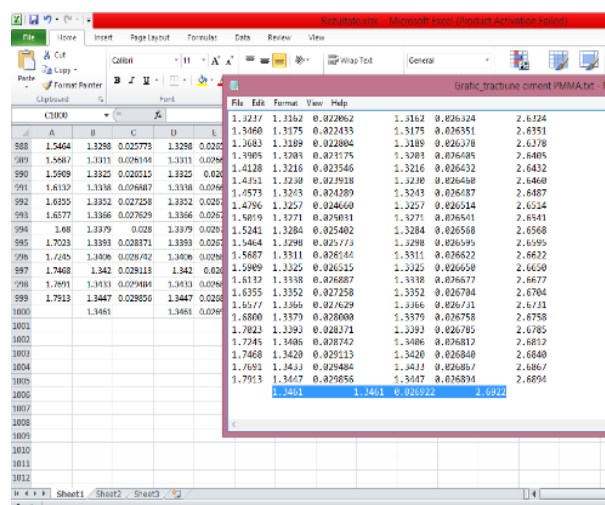 Rezultate.xlsx - Microsoft Excel (Product Activation Failed)
File Home Insert Page Layout Formulas Data Review View
Cut
Copy
Format Painter
Paste
Clipboard
Calibri 11
B I U
Font
Wrap Text
General
C1000 fx
A B C D E
988 1.5464 1.3298 0.025773 1.3298
989 1.5687 1.3311 0.026144 1.3311
990 1.5909 1.3325 0.026515 1.3325
991 1.6132 1.3338 0.026887 1.3338
992 1.6355 1.3352 0.027258 1.3352
993 1.6577 1.3366 0.027629 1.3366
994 1.68 1.3379 0.028 1.3379
995 1.7023 1.3393 0.028371 1.3393
996 1.7245 1.3406 0.028742 1.3406
997 1.7468 1.342 0.029113 1.342
998 1.7691 1.3433 0.029484 1.3433
999 1.7913 1.3447 0.029856 1.3447
1000 1.3461 1.3461
1001
1002
1003
1004
1005
1006
1007
1008
1009
1010
1011
1012
Sheet1 Sheet2 Sheet3
Grafic_tractiune ciment PMMA.txt -
File Edit Format View Help
1.3237 1.3162 0.022062 1.3162 0.026324 2.6324
1.3460 1.3175 0.022433 1.3175 0.026351 2.6351
1.3683 1.3189 0.022804 1.3189 0.026378 2.6378
1.3905 1.3203 0.023175 1.3203 0.026405 2.6405
1.4128 1.3216 0.023546 1.3216 0.026432 2.6432
1.4351 1.3230 0.023918 1.3230 0.026460 2.6460
1.4573 1.3243 0.024289 1.3243 0.026487 2.6487
1.4796 1.3257 0.024660 1.3257 0.026514 2.6514
1.5019 1.3271 0.025031 1.3271 0.026541 2.6541
1.5241 1.3284 0.025402 1.3284 0.026568 2.6568
1.5464 1.3298 0.025773 1.3298 0.026595 2.6595
1.5687 1.3311 0.026144 1.3311 0.026622 2.6622
1.5909 1.3325 0.026515 1.3325 0.026650 2.6650
1.6132 1.3338 0.026887 1.3338 0.026677 2.6677
1.6355 1.3352 0.027258 1.3352 0.026704 2.6704
1.6577 1.3366 0.027629 1.3366 0.026731 2.6731
1.6800 1.3379 0.028000 1.3379 0.026758 2.6758
1.7023 1.3393 0.028371 1.3393 0.026785 2.6785
1.7245 1.3406 0.028742 1.3406 0.026812 2.6812
1.7468 1.3420 0.029113 1.3420 0.026840 2.6840
1.7691 1.3433 0.029484 1.3433 0.026867 2.6867
1.7913 1.3447 0.029856 1.3447 0.026894 2.6894
1.3461 1.3461 0.026922 2.6922